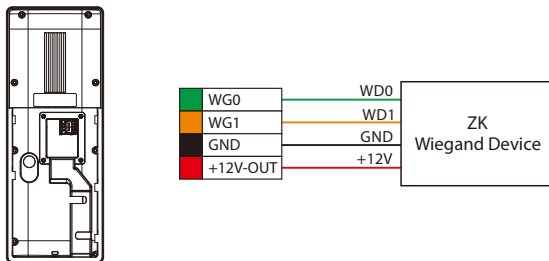 WG0
WG1
GND
+12V-OUT
WD0
WD1
GND
+12V
ZK
Wiegand Device